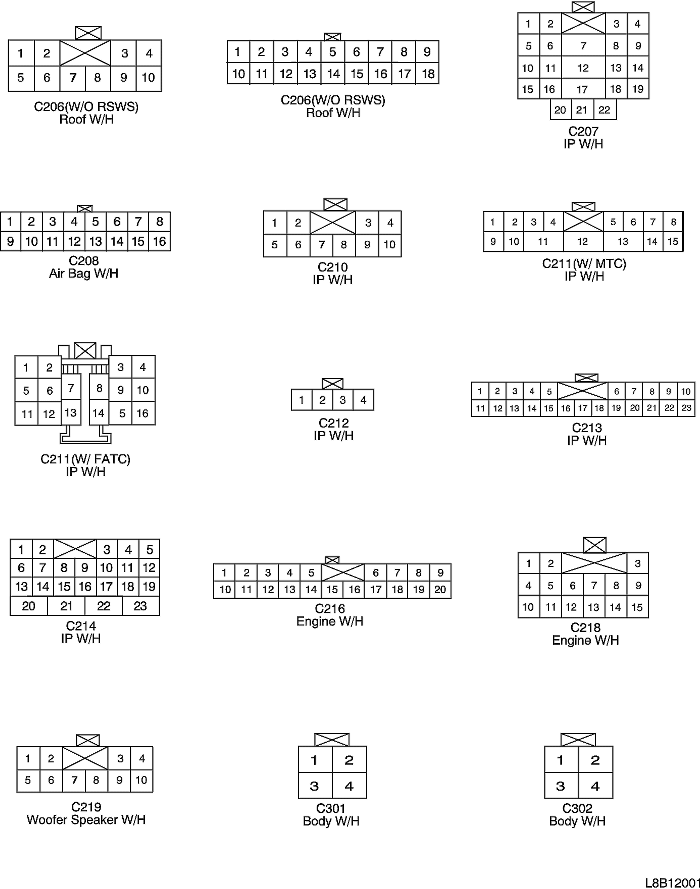 1 2 3 4
5 6 7 8 9 10
C206(W/O RSWS)
Roof W/H
1 2 3 4 5 6 7 8 9
10 11 12 13 14 15 16 17 18
C206(W/O RSWS)
Roof W/H
1 2 3 4
5 6 7 8 9
10 11 12 13 14
15 16 17 18 19
20 21 22
C207
IP W/H
1 2 3 4 5 6 7 8
9 10 11 12 13 14 15 16
C208
Air Bag W/H
1 2 3 4
5 6 7 8 9 10
C210
IP W/H
1 2 3 4 5 6 7 8
9 10 11 12 13 14 15
C211(W/ MTC)
IP W/H
1 2 3 4
5 6 7 8 9 10
11 12 13 14 5 16
C211(W/ FATC)
IP W/H
1 2 3 4
C212
IP W/H
1 2 3 4 5 6 7 8 9 10
11 12 13 14 15 16 17 18 19 20 21 22 23
C213
IP W/H
1 2 3 4 5
6 7 8 9 10 11 12
13 14 15 16 17 18 19
20 21 22 23
C214
IP W/H
1 2 3 4 5 6 7 8 9
10 11 12 13 14 15 16 17 18 19 20
C216
Engine W/H
1 2 3
4 5 6 7 8 9
10 11 12 13 14 15
C218
Engine W/H
1 2 3 4
5 6 7 8 9 10
C219
Woofer Speaker W/H
1 2
3 4
C301
Body W/H
1 2
3 4
C302
Body W/H
L8B12001